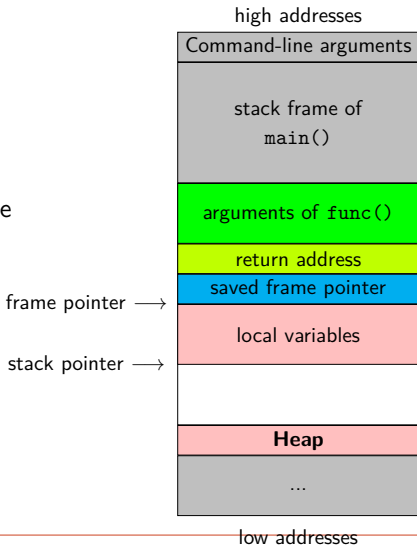 high addresses
Command-line arguments
stack frame of
main()
e
arguments of func()
return address
saved frame pointer
frame pointer ⟶
local variables
stack pointer ⟶
Heap
...
low addresses